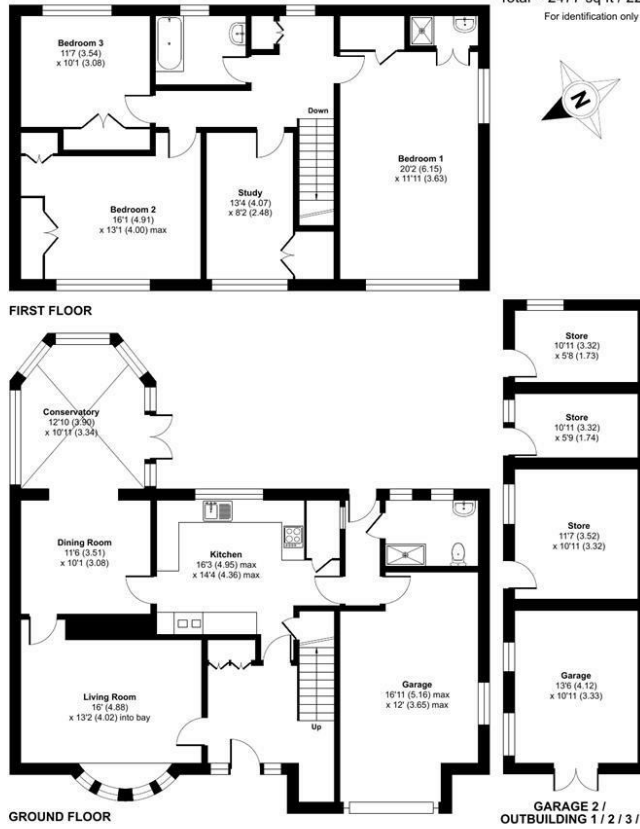 For identification only
Bedroom 3
11'7 (3.54)
x 10'1 (3.08)
Down
N
Bedroom 1
20'2 (6.15)
x 11'11 (3.63)
Bedroom 2
16'1 (4.91)
x 13'1 (4.00) max
Study
13'4 (4.07)
x 8'2 (2.48)
FIRST FLOOR
Store
10'11 (3.32)
x 5'8 (1.73)
Conservatory
12'10 (3.90)
x 10'11 (3.34)
Store
10'11 (3.32)
x 5'9 (1.74)
Dining Room
11'6 (3.51)
x 10'1 (3.08)
Kitchen
16'3 (4.95) max
x 14'4 (4.36) max
Store
11'7 (3.52)
x 10'11 (3.32)
Living Room
16' (4.88)
x 13'2 (4.02) into bay
Up
Garage
16'11 (5.16) max
x 12' (3.65) max
Garage
13'6 (4.12)
x 10'11 (3.33)
GROUND FLOOR
GARAGE 2 /
OUTBUILDING 1 / 2 / 3 /